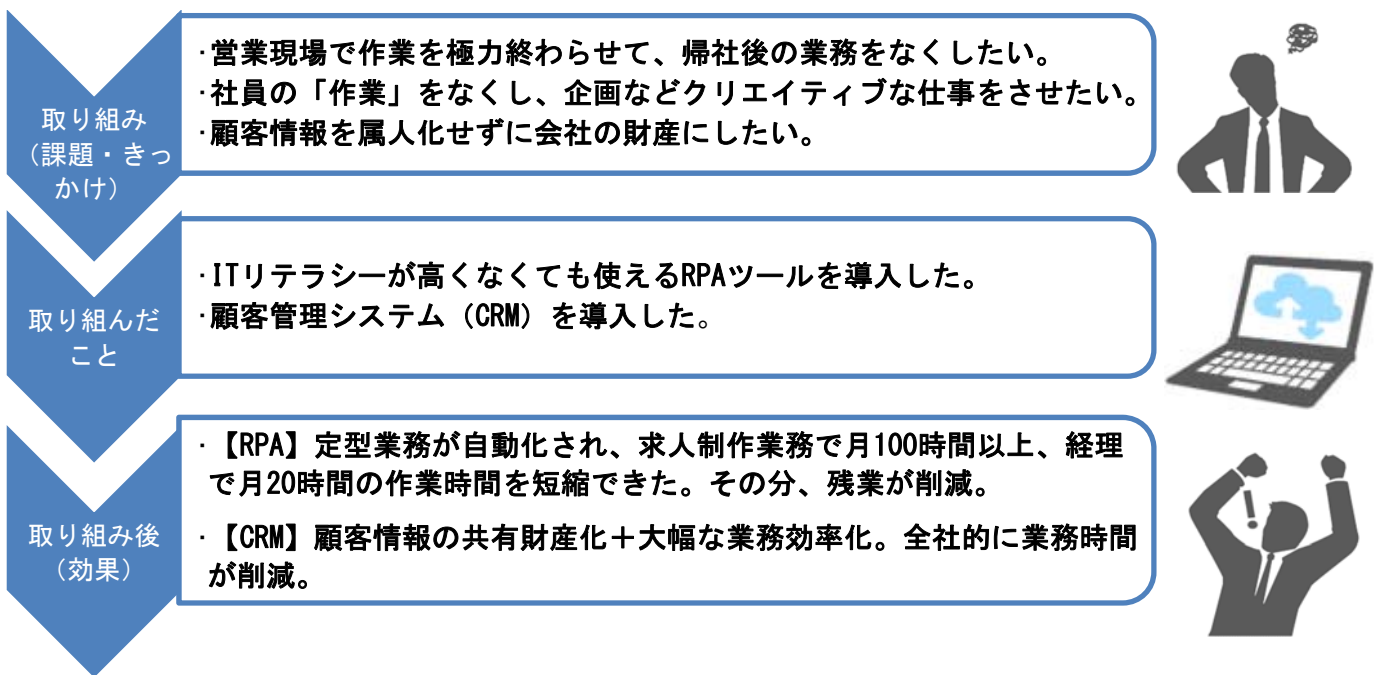 取り組み
(課題・きっ
かけ)
・営業現場で作業を極力終わらせて、帰社後の業務をなくしたい。
・社員の「作業」をなくし、企画などクリエイティブな仕事をさせたい。
・顧客情報を属人化せずに会社の財産にしたい。
取り組んだ
こと
・ITリテラシーが高くなくても使えるRPAツールを導入した。
・顧客管理システム（CRM）を導入した。
取り組み後
（効果）
・【RPA】定型業務が自動化され、求人制作業務で月100時間以上、経理
で月20時間の作業時間を短縮できた。その分、残業が削減。
・【CRM】顧客情報の共有財産化＋大幅な業務効率化。全社的に業務時間
が削減。